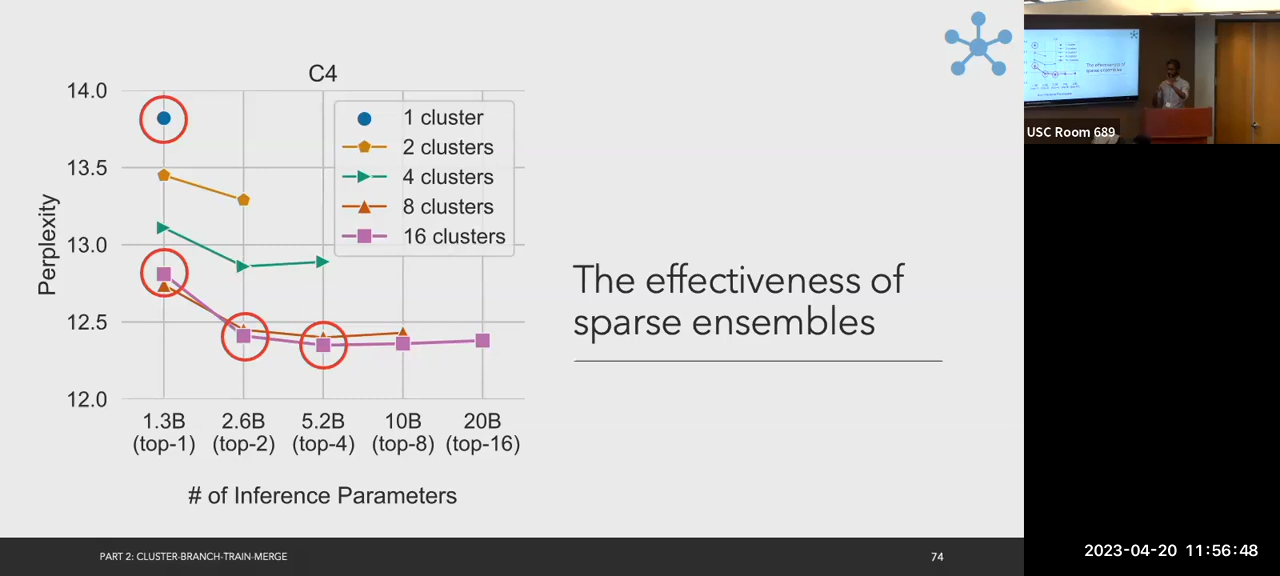 C4
14.0
13.5
13.0
12.5
12.0
Perplexity
1 cluster
2 clusters
4 clusters
8 clusters
16 clusters
1.3B
(top-1)
2.6B
(top-2)
5.2B
(top-4)
10B
(top-8)
20B
(top-16)
# of Inference Parameters
The effectiveness of
sparse ensembles
PART 2: CLUSTER-BRANCH-TRAIN-MERGE
74
USC Room 689
2023-04-20 11:56:48